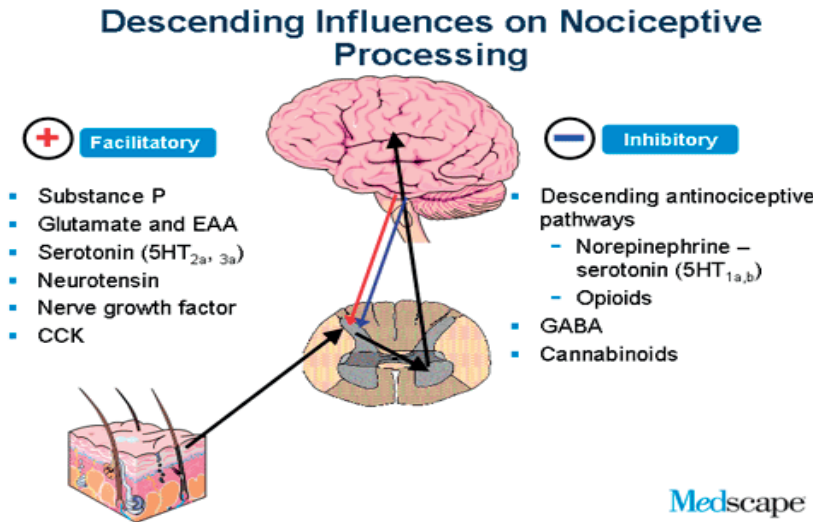 Descending Influences on Nociceptive
Processing
+ Facilitatory
▪ Substance P
▪ Glutamate and EAA
▪ Serotonin (5HT2a, 3a)
▪ Neurotensin
▪ Nerve growth factor
▪ CCK
− Inhibitory
▪ Descending antinociceptive
pathways
− Norepinephrine –
serotonin (5HT1a,b)
− Opioids
▪ GABA
▪ Cannabinoids
Medscape